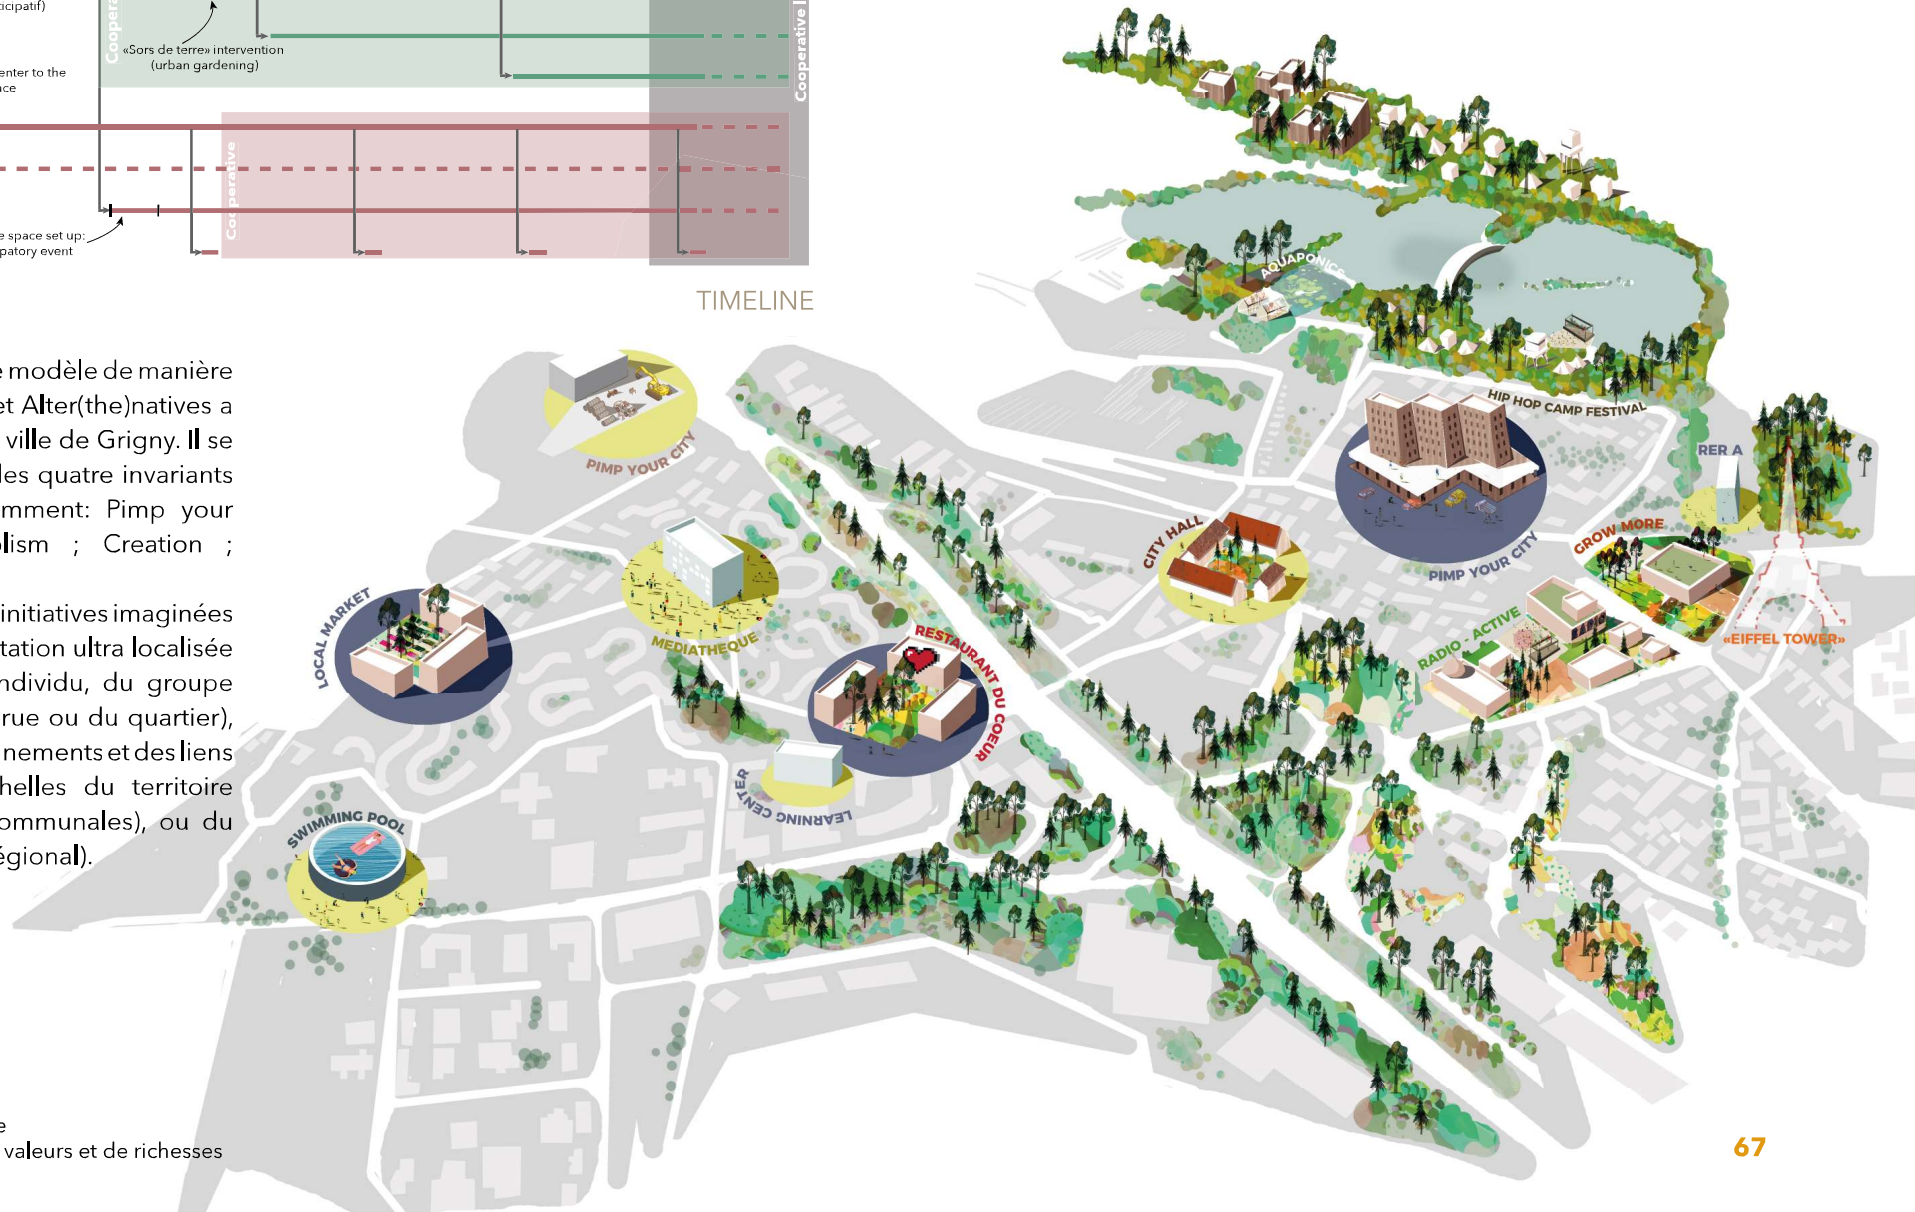 Cooperative l
«Sors de terre» intervention
(urban gardening)
enter to the
Cooperative
e space set up:
patory event
TIMELINE
e modèle de manière
et Alter(the)natives a
ville de Grigny. Il se
les quatre invariants
mment: Pimp your
lism ; Creation ;
initiatives imaginées
tation ultra localisée
ndividu, du groupe
rue ou du quartier),
nements et des liens
helles du territoire
ommunales), ou du
égional).
e
valeurs et de richesses
AQUAPONICS
HIP HOP CAMP FESTIVAL
PIMP YOUR CITY
RER A
CITY HALL
PIMP YOUR CITY
GROW MORE
LOCAL MARKET
MEDIATHEQUE
RESTAURANT DU COEUR
RADIO - ACTIVE
RADIO
«EIFFEL TOWER»
LEARNING CENTER
SWIMMING POOL
67